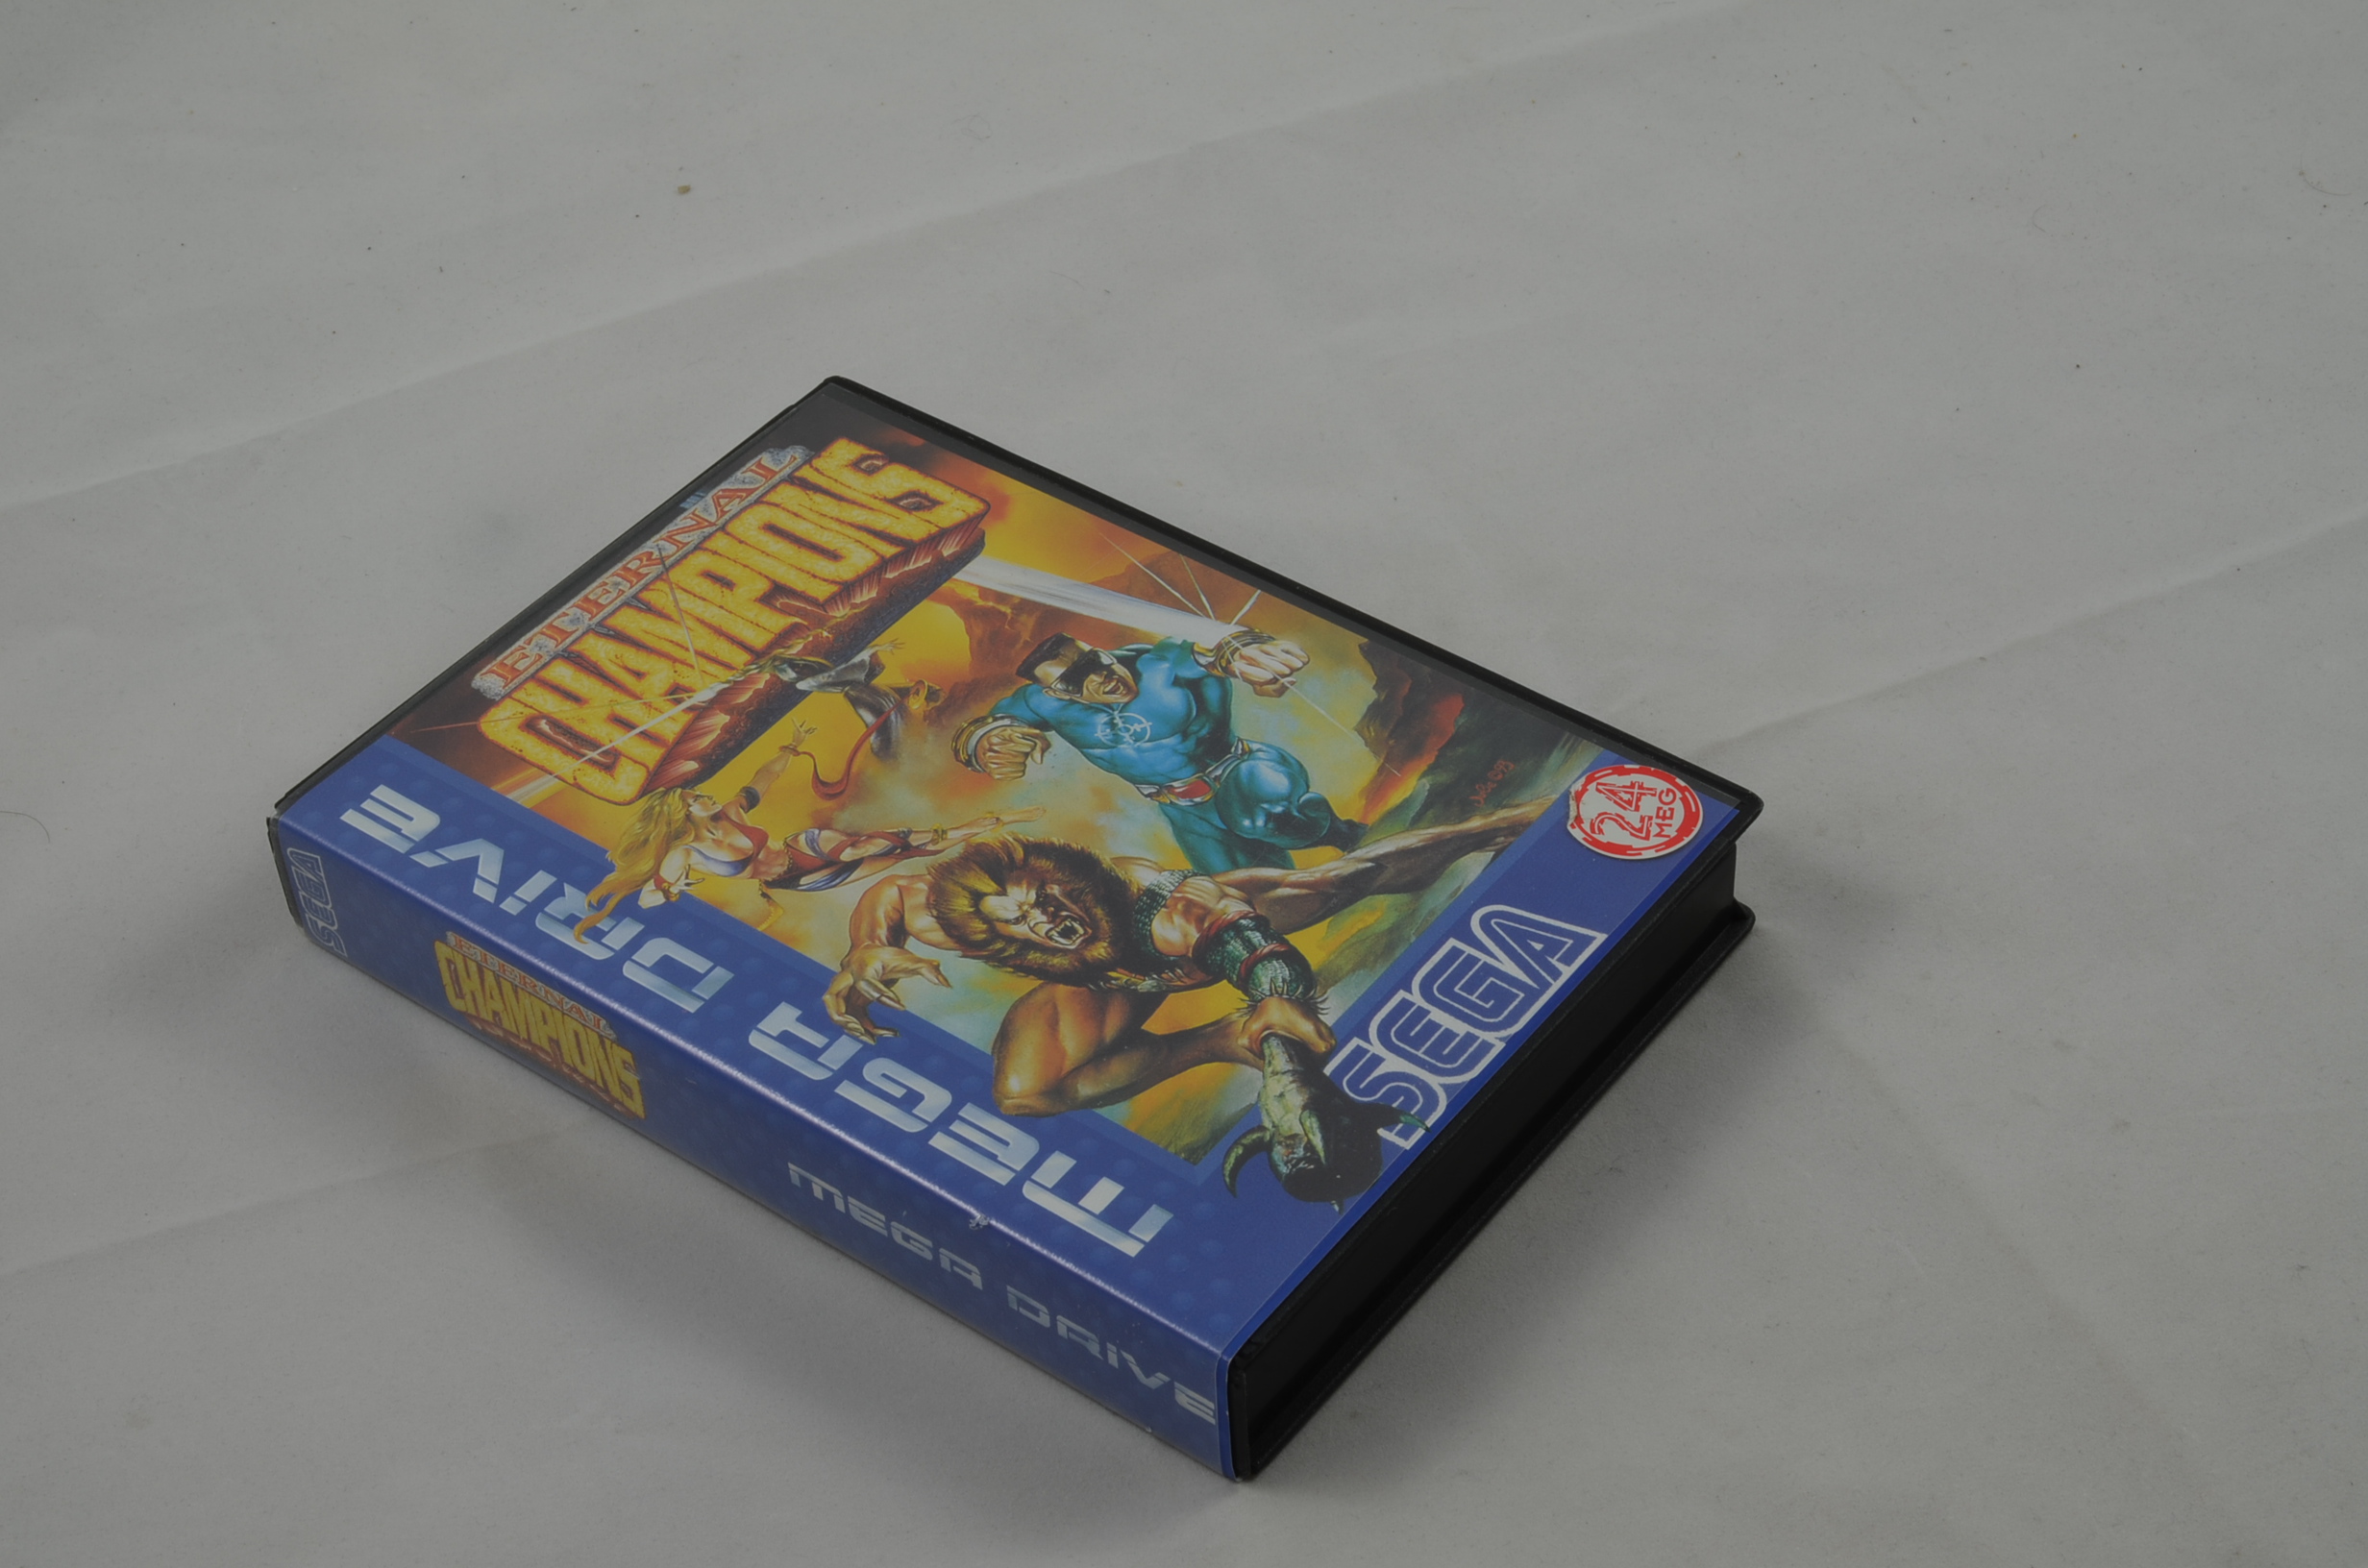 ETERNAL
CHAMPIONS
MEGA DRIVE
24
MEG
SEGA
SEGA
ETERNAL
CHAMPIONS
MEGA DRIVE